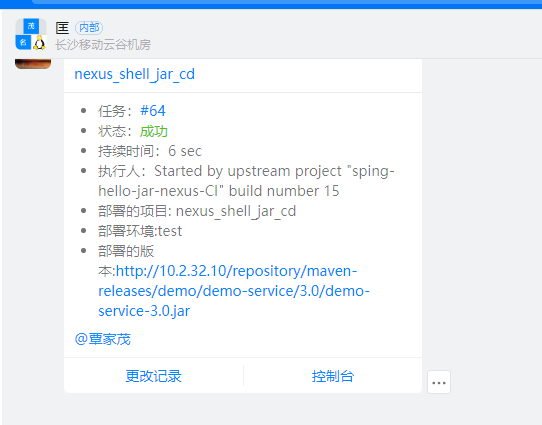 茂
名
匡 内部
长沙移动云谷机房
nexus_shell_jar_cd
任务：#64
状态：成功
持续时间：6 sec
执行人：Started by upstream project "sping-
hello-jar-nexus-CI" build number 15
部署的项目: nexus_shell_jar_cd
部署环境:test
部署的版
本:http://10.2.32.10/repository/maven-
releases/demo/demo-service/3.0/demo-
service-3.0.jar
@覃家茂
更改记录 控制台